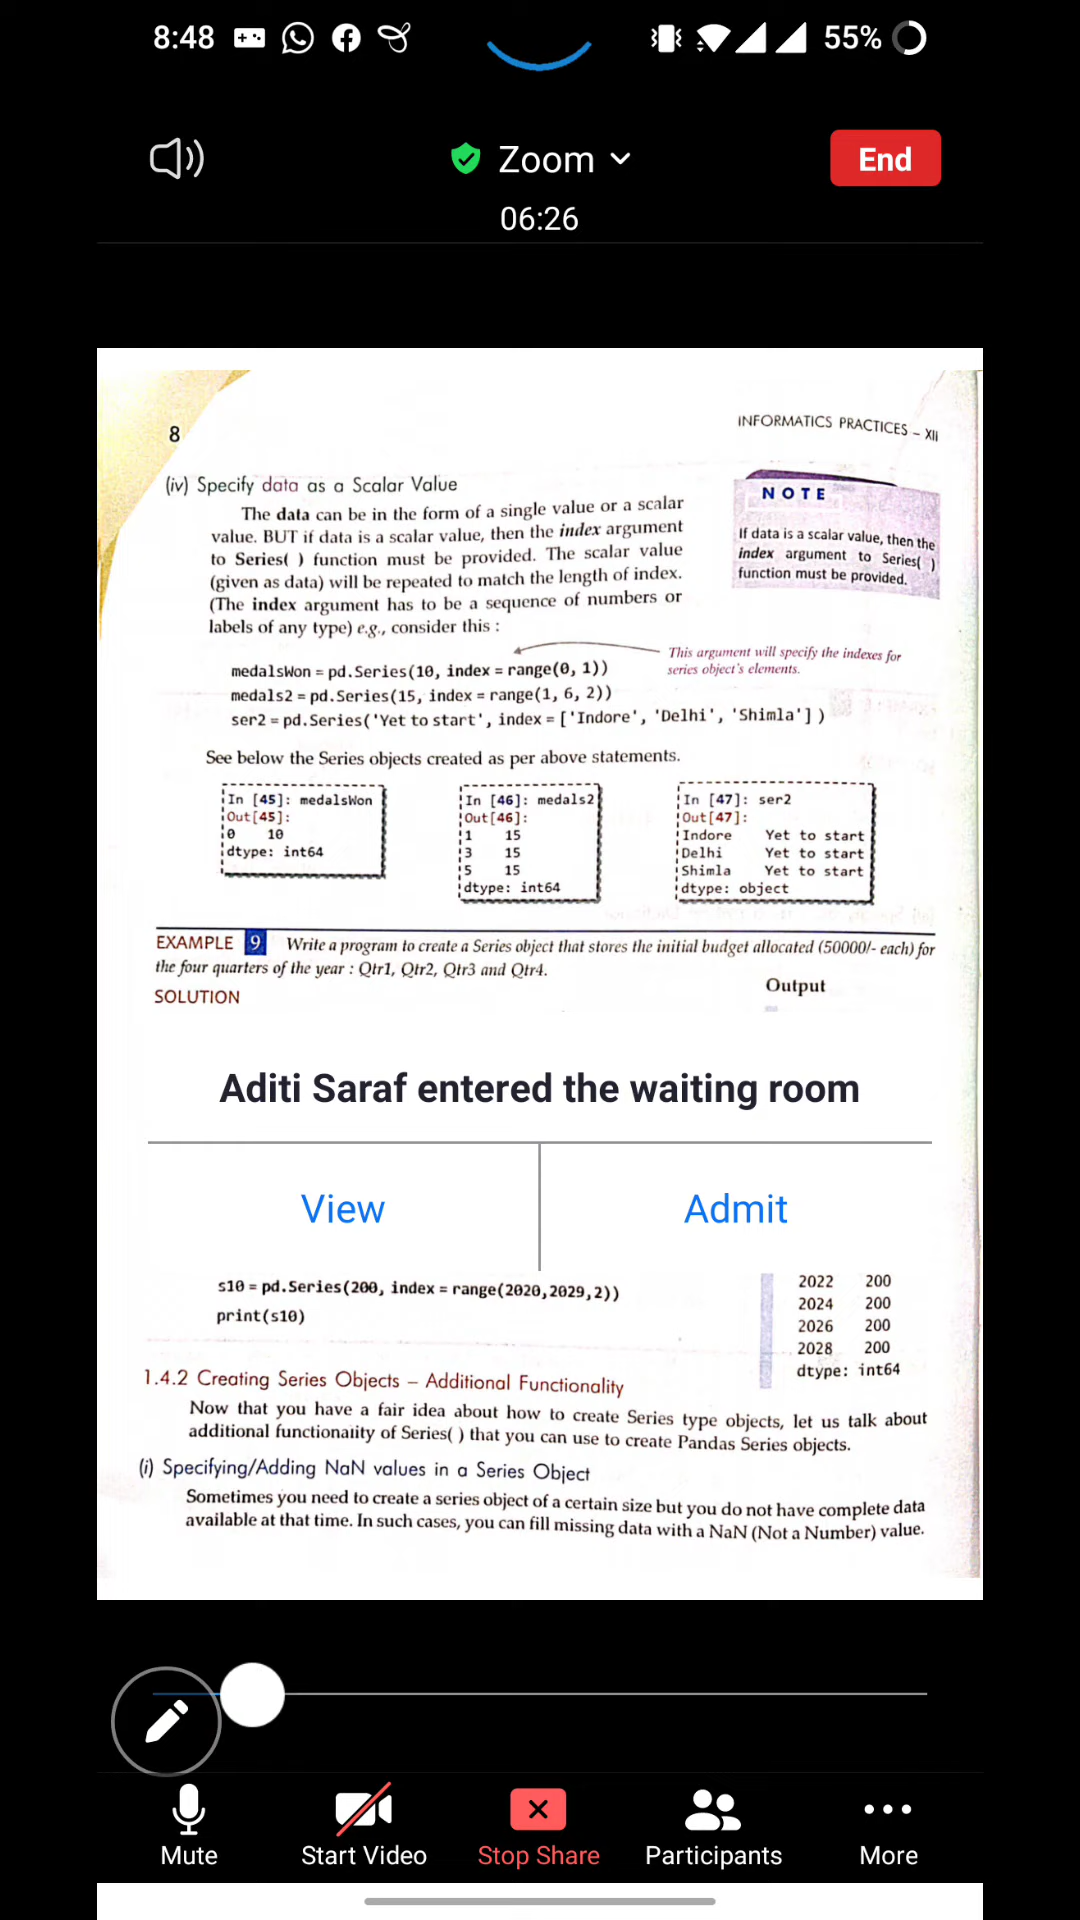 8:48
55%
Zoom
End
06:26
8
INFORMATICS PRACTICES – XII
(iv) Specify data as a Scalar Value
The data can be in the form of a single value or a scalar
value. BUT if data is a scalar value, then the index argument
to Series( ) function must be provided. The scalar value
(given as data) will be repeated to match the length of index.
(The index argument has to be a sequence of numbers or
labels of any type) e.g., consider this :
NOTE
If data is a scalar value, then the
index argument to Series( )
function must be provided.
This argument will specify the indexes for
series object's elements.
medalsWon = pd.Series(10, index = range(0, 1))
medals2 = pd.Series(15, index = range(1, 6, 2))
ser2 = pd.Series('Yet to start', index = ['Indore', 'Delhi', 'Shimla'] )
See below the Series objects created as per above statements.
In [45]: medalsWon
Out[45]:
0 10
dtype: int64
In [46]: medals2
Out[46]:
1 15
3 15
5 15
dtype: int64
In [47]: ser2
Out[47]:
Indore Yet to start
Delhi Yet to start
Shimla Yet to start
dtype: object
EXAMPLE 9 Write a program to create a Series object that stores the initial budget allocated (50000/- each) for
the four quarters of the year : Qtr1, Qtr2, Qtr3 and Qtr4.
SOLUTION
Output
Aditi Saraf entered the waiting room
View
Admit
s10 = pd.Series(200, index = range(2020,2029,2))
print(s10)
2022 200
2024 200
2026 200
2028 200
dtype: int64
1.4.2 Creating Series Objects – Additional Functionality
Now that you have a fair idea about how to create Series type objects, let us talk about
additional functionality of Series( ) that you can use to create Pandas Series objects.
(i) Specifying/Adding NaN values in a Series Object
Sometimes you need to create a series object of a certain size but you do not have complete data
available at that time. In such cases, you can fill missing data with a NaN (Not a Number) value.
Mute
Start Video
Stop Share
Participants
More